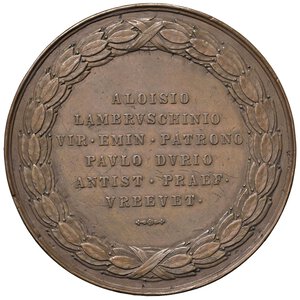 ALOISIO
LAMBRVSCHINIO
VIR · EMIN · PATRONO
PAVLO DVRIO
ANTIST · PRAEF ·
VRBEVET ·